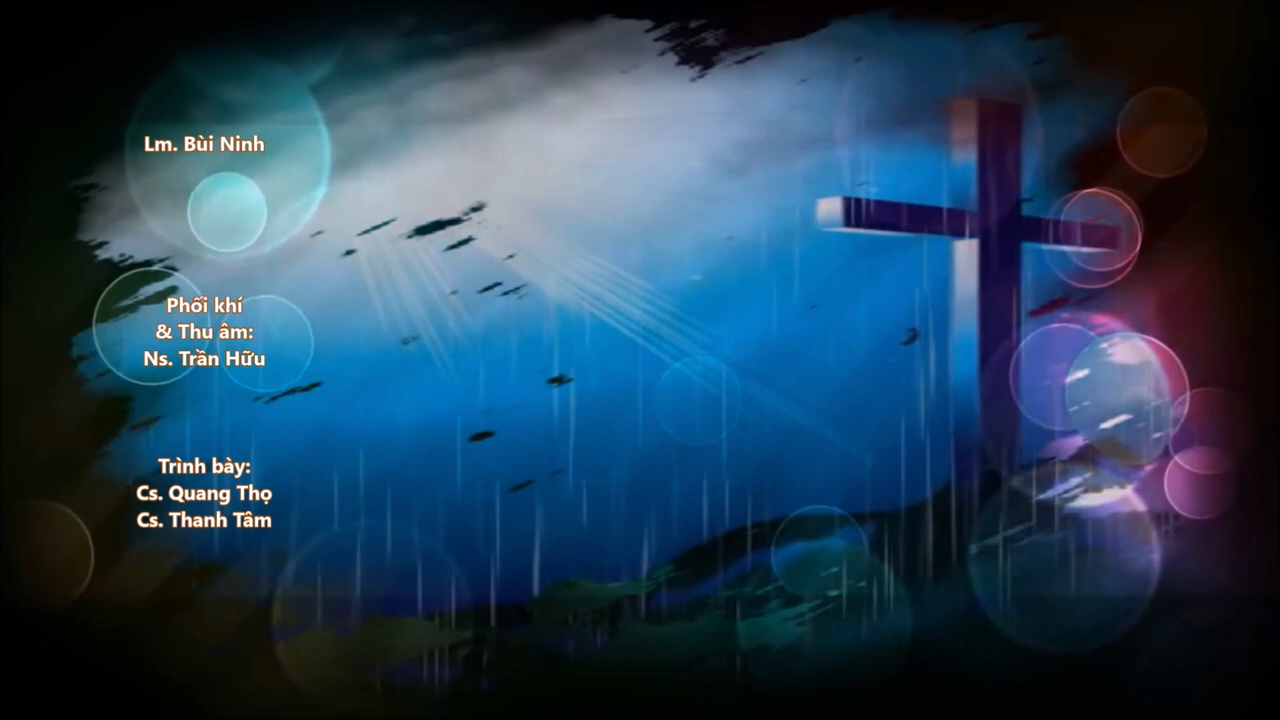 Lm. Bùi Ninh
Phối khí
& Thu âm:
Ns. Trần Hữu
Trình bày:
Cs. Quang Thọ
Cs. Thanh Tâm